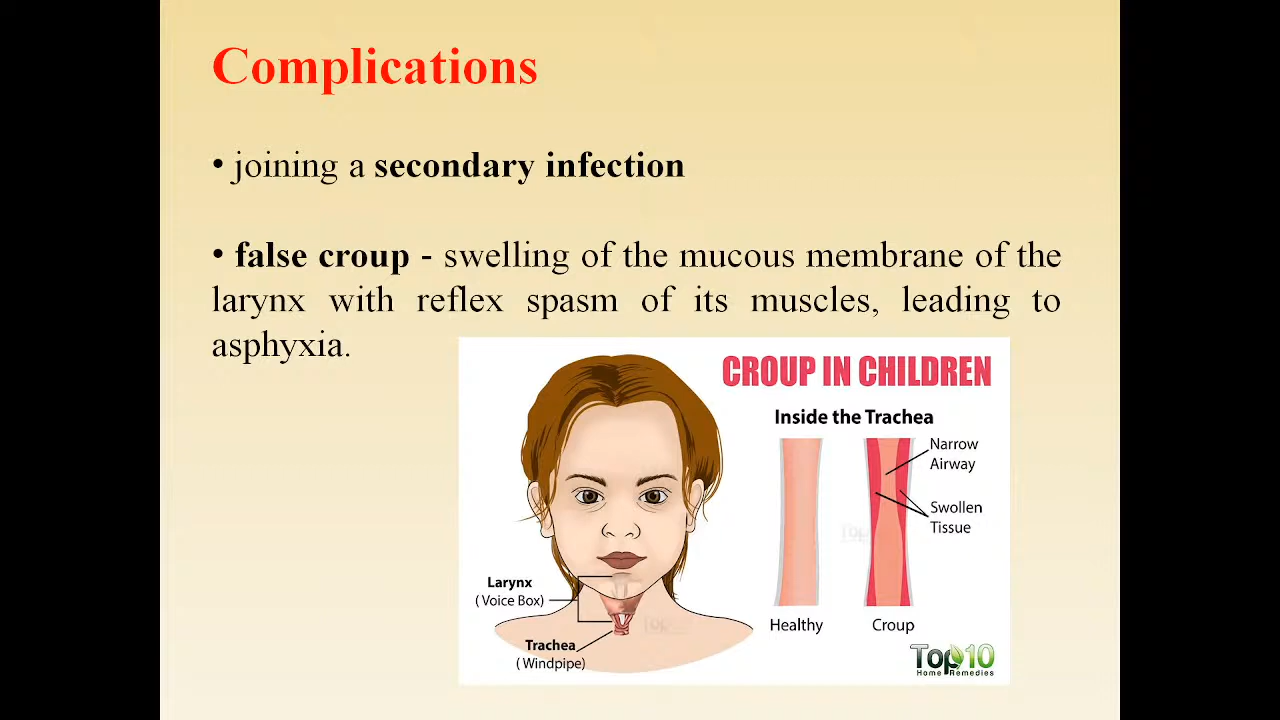 Complications
• joining a secondary infection
• false croup - swelling of the mucous membrane of the
larynx with reflex spasm of its muscles, leading to
asphyxia.
CROUP IN CHILDREN
Inside the Trachea
Narrow
Airway
Swollen
Tissue
Healthy
Croup
Larynx
(Voice Box)
Trachea
(Windpipe)
Top10
Home Remedies